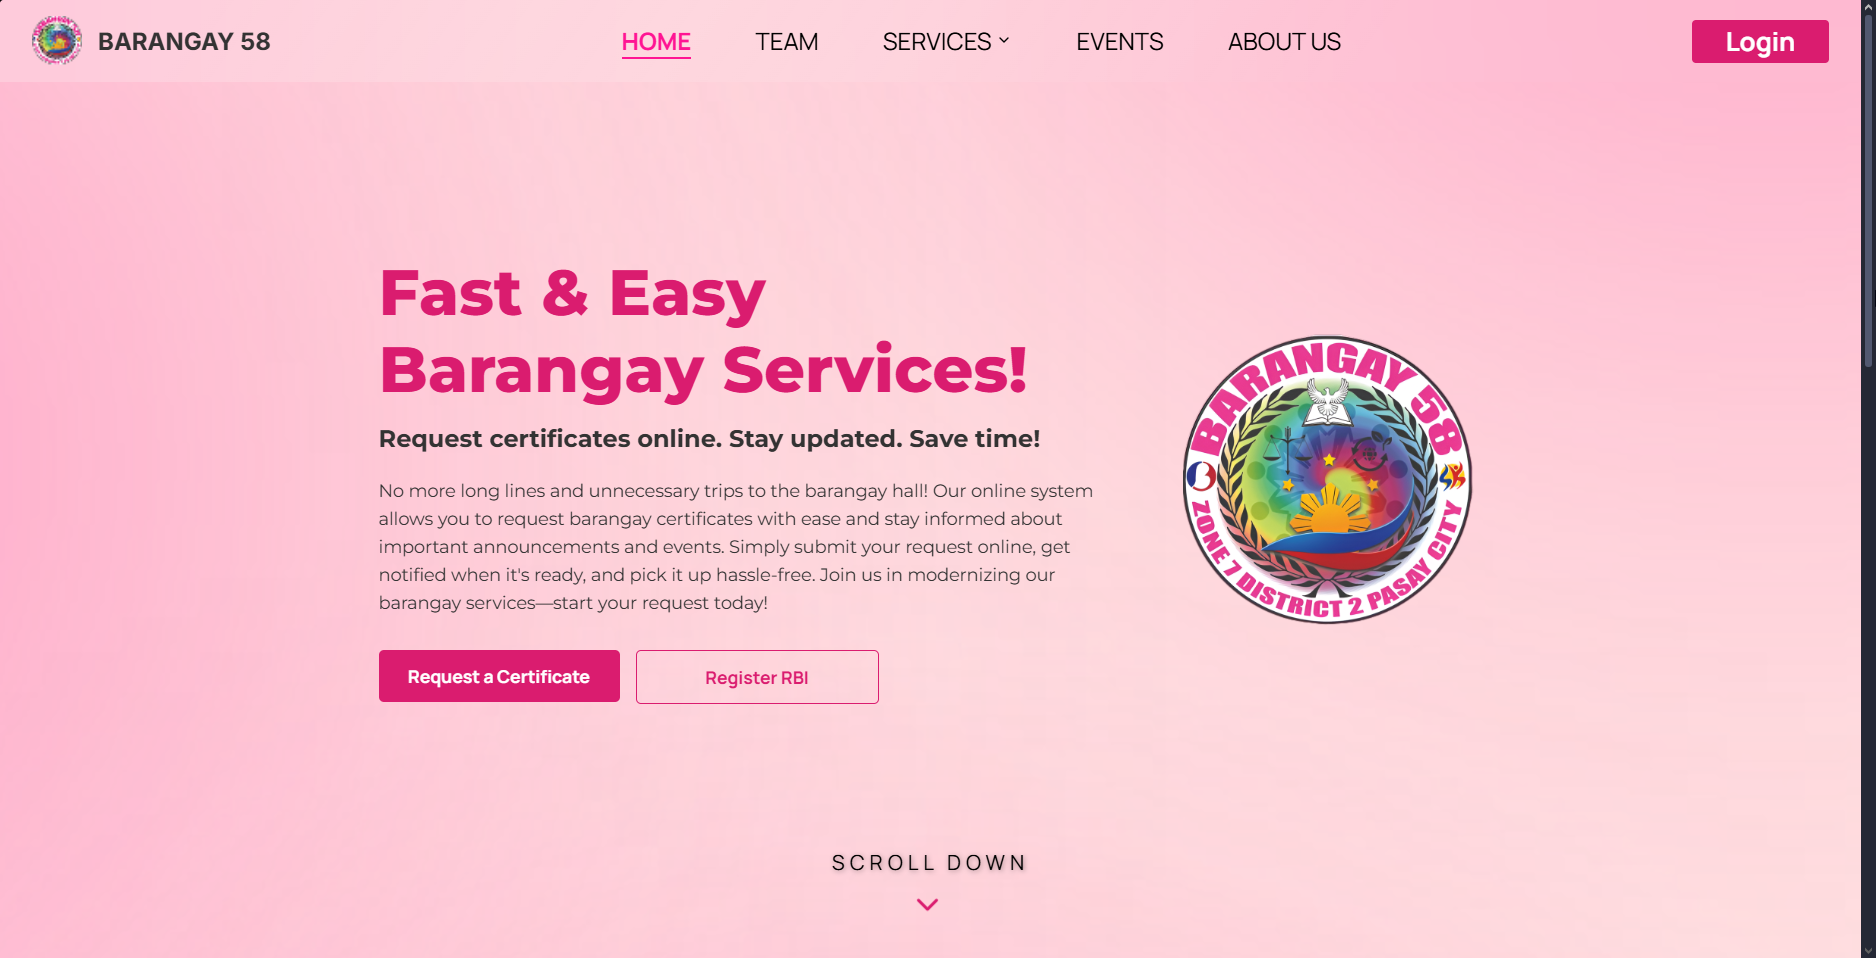 BARANGAY 58
HOME
TEAM
SERVICES
EVENTS
ABOUT US
Login
Fast & Easy
Barangay Services!
Request certificates online. Stay updated. Save time!
No more long lines and unnecessary trips to the barangay hall! Our online system
allows you to request barangay certificates with ease and stay informed about
important announcements and events. Simply submit your request online, get
notified when it's ready, and pick it up hassle-free. Join us in modernizing our
barangay services—start your request today!
Request a Certificate
Register RBI
BARANGAY 58
ZONE 7 DISTRICT 2 PASAY CITY
SCROLL DOWN